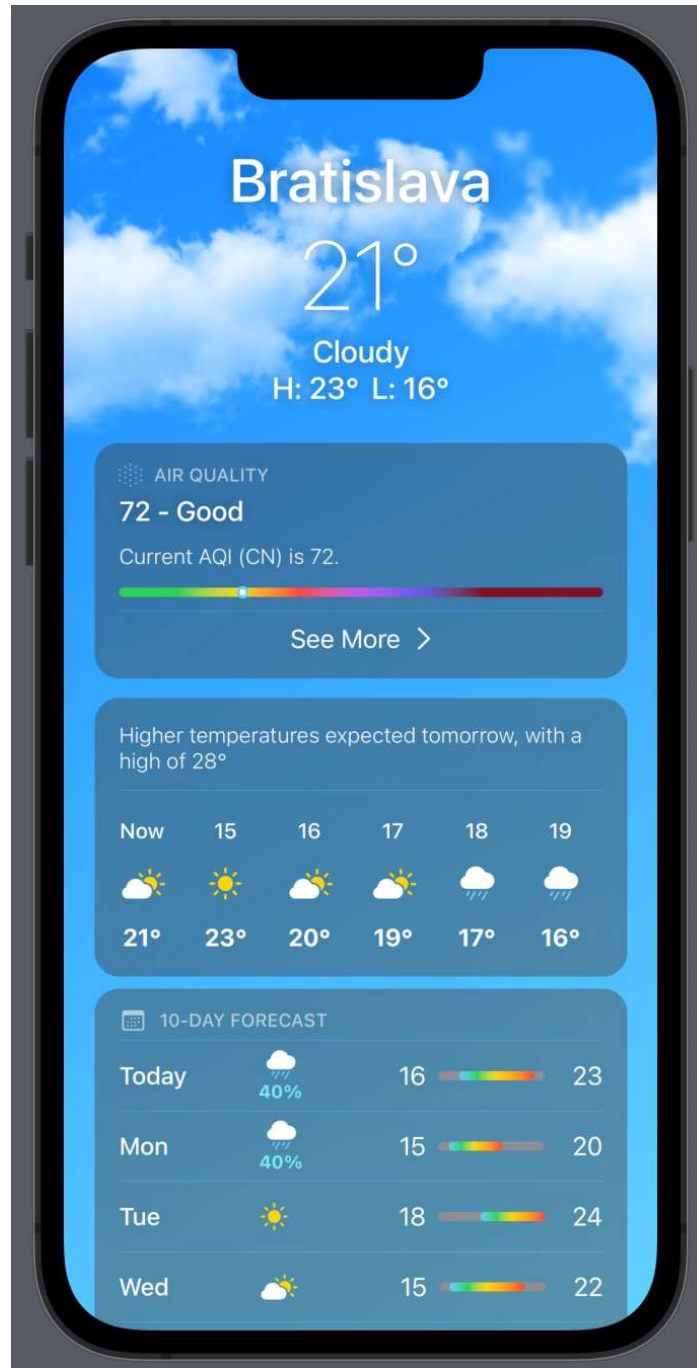 Bratislava
21°
Cloudy
H: 23° L: 16°
AIR QUALITY
72 - Good
Current AQI (CN) is 72.
See More
Higher temperatures expected tomorrow, with a
high of 28°
Now 15 16 17 18 19
21° 23° 20° 19° 17° 16°
10-DAY FORECAST
Today 40% 16 23
Mon 40% 15 20
Tue 18 24
Wed 15 22